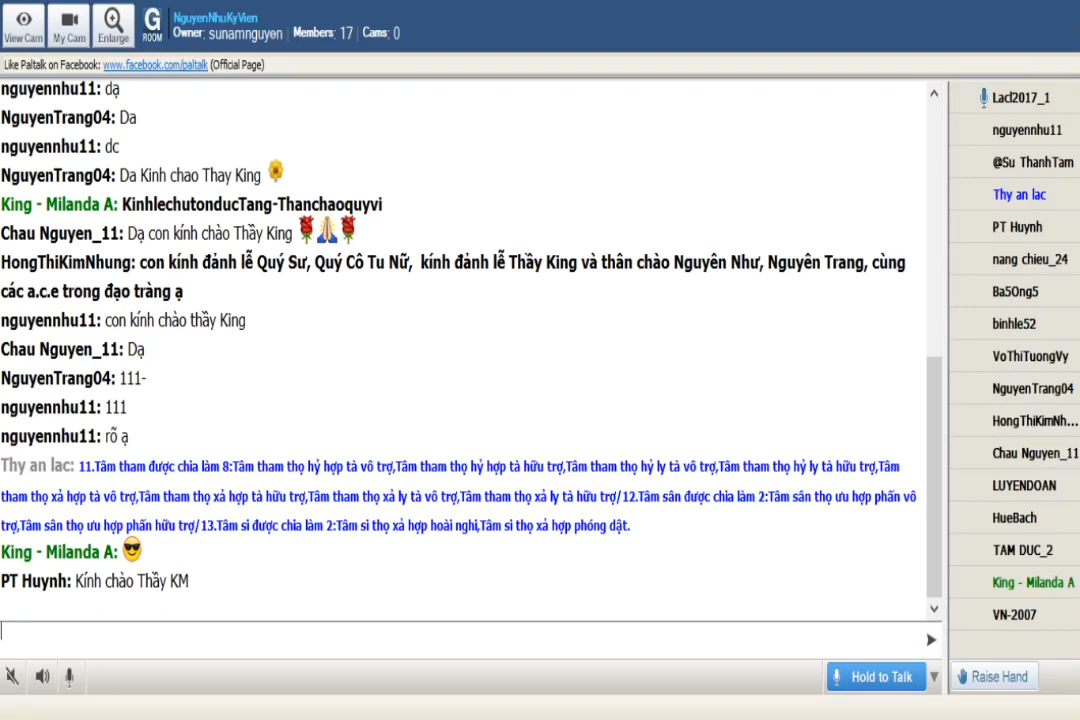 View Cam
My Cam
Enlarge
G
ROOM
NguyenNhuKyVien
Owner: sunamnguyen Members: 17 Cams: 0
Like Paltalk on Facebook: www.facebook.com/paltalk (Official Page)
nguyennhu11: dạ
NguyenTrang04: Da
nguyennhu11: dc
NguyenTrang04: Da Kinh chao Thay King
King - Milanda A: KinhlechutonducTang-Thanchaoquyvi
Chau Nguyen_11: Dạ con kính chào Thầy King
HongThiKimNhung: con kính đảnh lễ Quý Sư, Quý Cô Tu Nữ, kính đảnh lễ Thầy King và thân chào Nguyên Như, Nguyên Trang, cùng
các a.c.e trong đạo tràng ạ
nguyennhu11: con kính chào thầy King
Chau Nguyen_11: Dạ
NguyenTrang04: 111-
nguyennhu11: 111
nguyennhu11: rõ ạ
Thy an lac: 11.Tâm tham được chia làm 8:Tâm tham thọ hỷ hợp tà vô trợ,Tâm tham thọ hỷ hợp tà hữu trợ,Tâm tham thọ hỷ ly tà vô trợ,Tâm tham thọ hỷ ly tà hữu trợ,Tâm
tham thọ xả hợp tà vô trợ,Tâm tham thọ xả hợp tà hữu trợ,Tâm tham thọ xả ly tà vô trợ,Tâm tham thọ xả ly tà hữu trợ/12.Tâm sân được chia làm 2:Tâm sân thọ ưu hợp phấn vô
trợ,Tâm sân thọ ưu hợp phấn hữu trợ/13.Tâm si được chia làm 2:Tâm si thọ xả hợp hoài nghi,Tâm si thọ xả hợp phóng dật.
King - Milanda A:
PT Huynh: Kính chào Thầy KM
Hold to Talk
Lacl2017_1
nguyennhu11
@Su ThanhTam
Thy an lac
PT Huynh
nang chieu_24
Ba5Ong5
binhle52
VoThiTuongVy
NguyenTrang04
HongThiKimNh...
Chau Nguyen_11
LUYENDOAN
HueBach
TAM DUC_2
King - Milanda A
VN-2007
Raise Hand